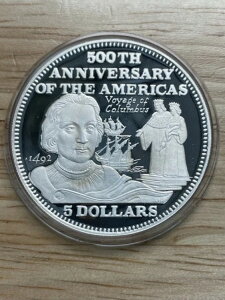 500TH
ANNIVERSARY
OF THE AMERICAS
Voyage of
Columbus
1492
5 DOLLARS